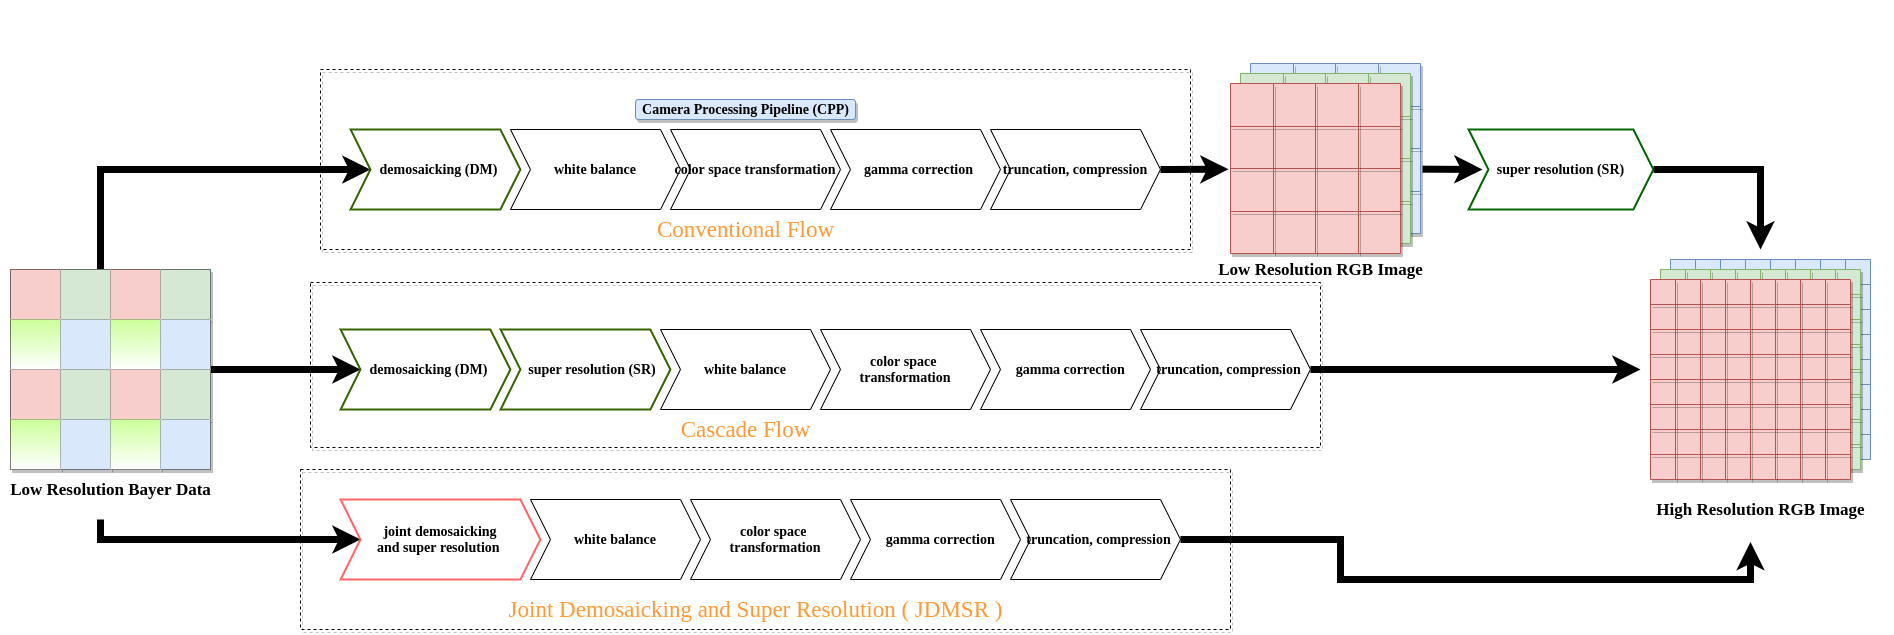 Camera Processing Pipeline (CPP)
demosaicking (DM)
white balance
color space transformation
gamma correction
truncation, compression
super resolution (SR)
Conventional Flow
Low Resolution RGB Image
demosaicking (DM)
super resolution (SR)
white balance
color space
transformation
gamma correction
truncation, compression
Cascade Flow
Low Resolution Bayer Data
High Resolution RGB Image
joint demosaicking
and super resolution
white balance
color space
transformation
gamma correction
truncation, compression
Joint Demosaicking and Super Resolution ( JDMSR )